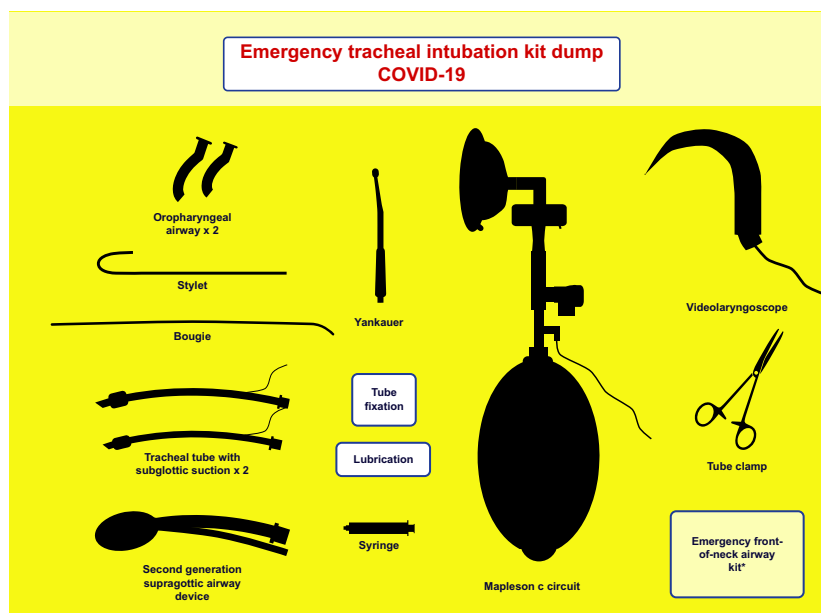 Emergency tracheal intubation kit dump
COVID-19
Oropharyngeal
airway x 2
Stylet
Bougie
Tracheal tube with
subglottic suction x 2
Second generation
supragottic airway
device
Yankauer
Tube
fixation
Lubrication
Syringe
Mapleson c circuit
Videolaryngoscope
Tube clamp
Emergency front-
of-neck airway
kit*